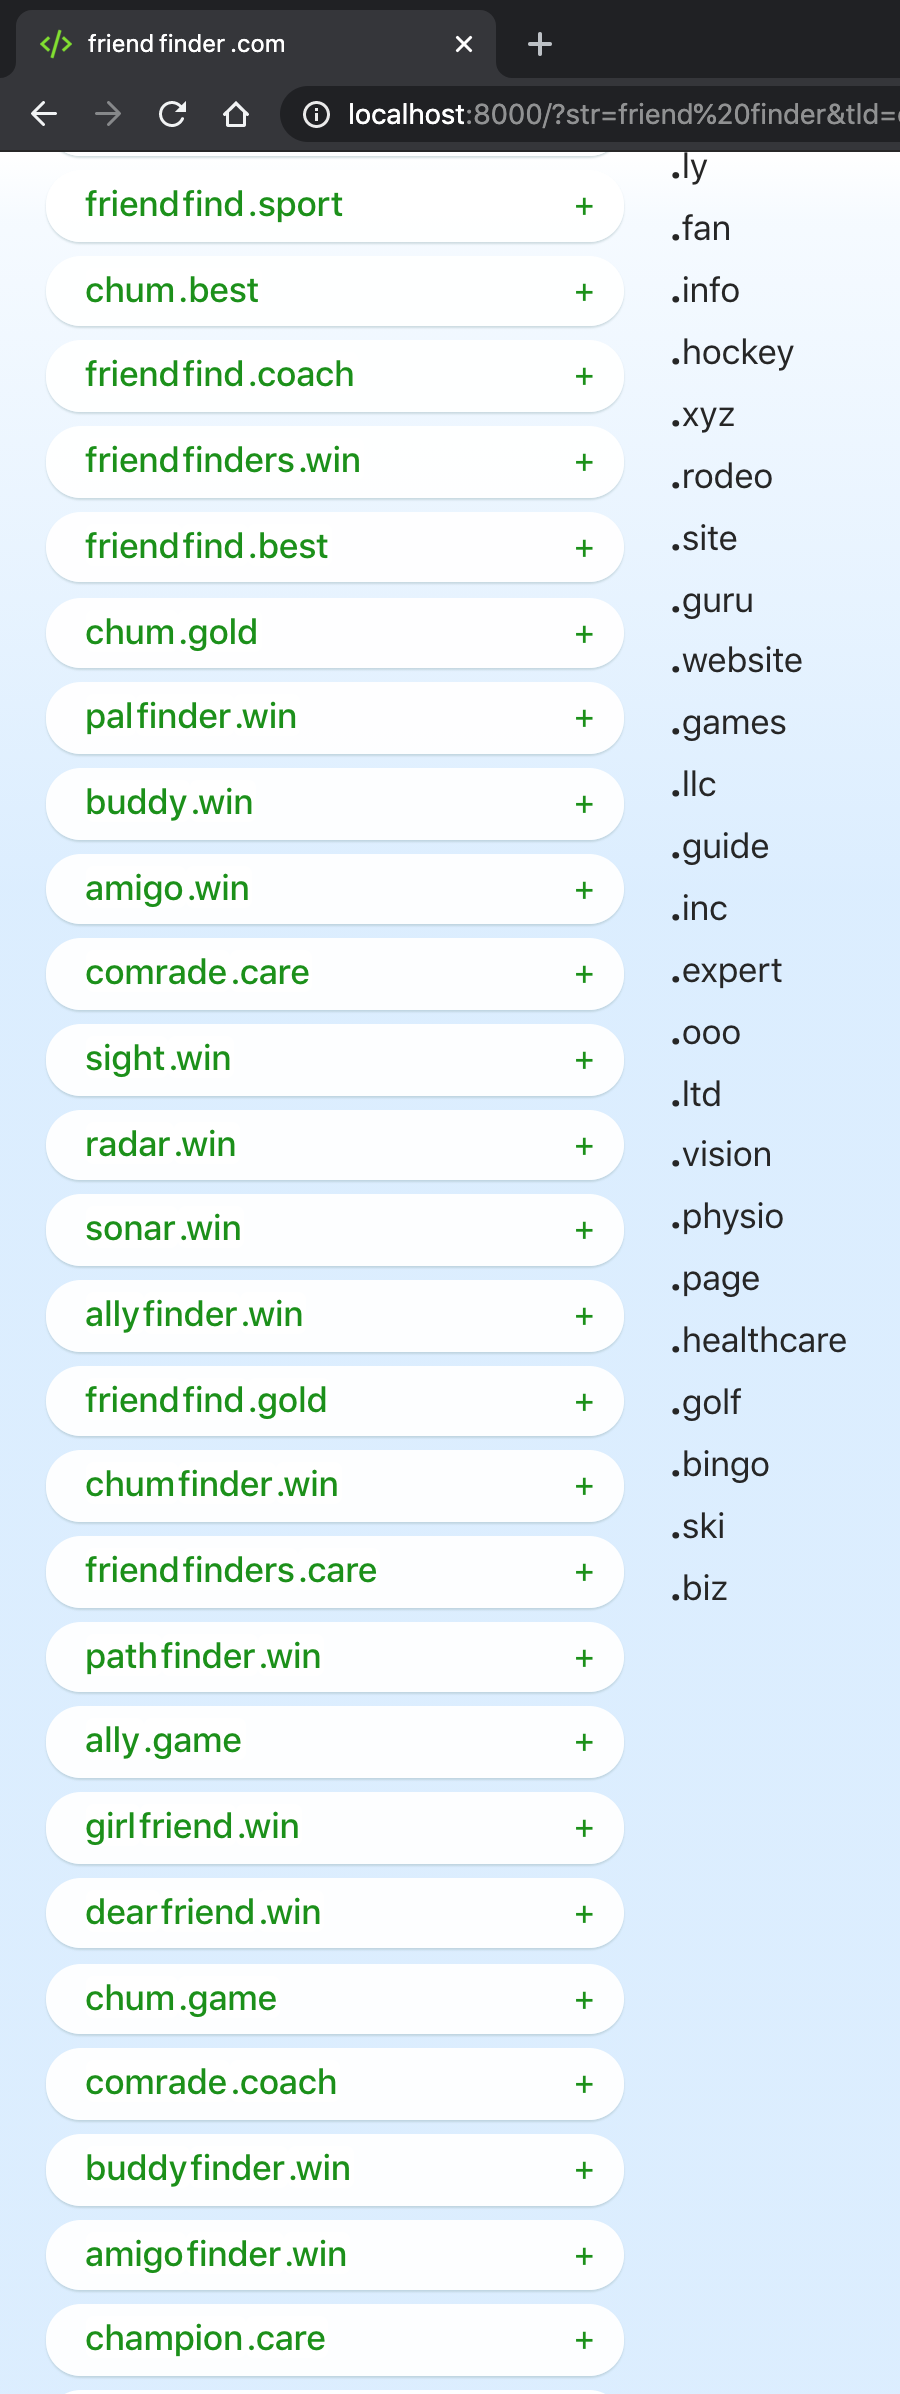 friend finder .com
localhost:8000/?str=friend%20finder&tld=
friendfind.sport +
chum.best +
friendfind.coach +
friendfinders.win +
friendfind.best +
chum.gold +
palfinder.win +
buddy.win +
amigo.win +
comrade.care +
sight.win +
radar.win +
sonar.win +
allyfinder.win +
friendfind.gold +
chumfinder.win +
friendfinders.care +
pathfinder.win +
ally.game +
girlfriend.win +
dearfriend.win +
chum.game +
comrade.coach +
buddyfinder.win +
amigofinder.win +
champion.care +
.ly
.fan
.info
.hockey
.xyz
.rodeo
.site
.guru
.website
.games
.llc
.guide
.inc
.expert
.ooo
.ltd
.vision
.physio
.page
.healthcare
.golf
.bingo
.ski
.biz